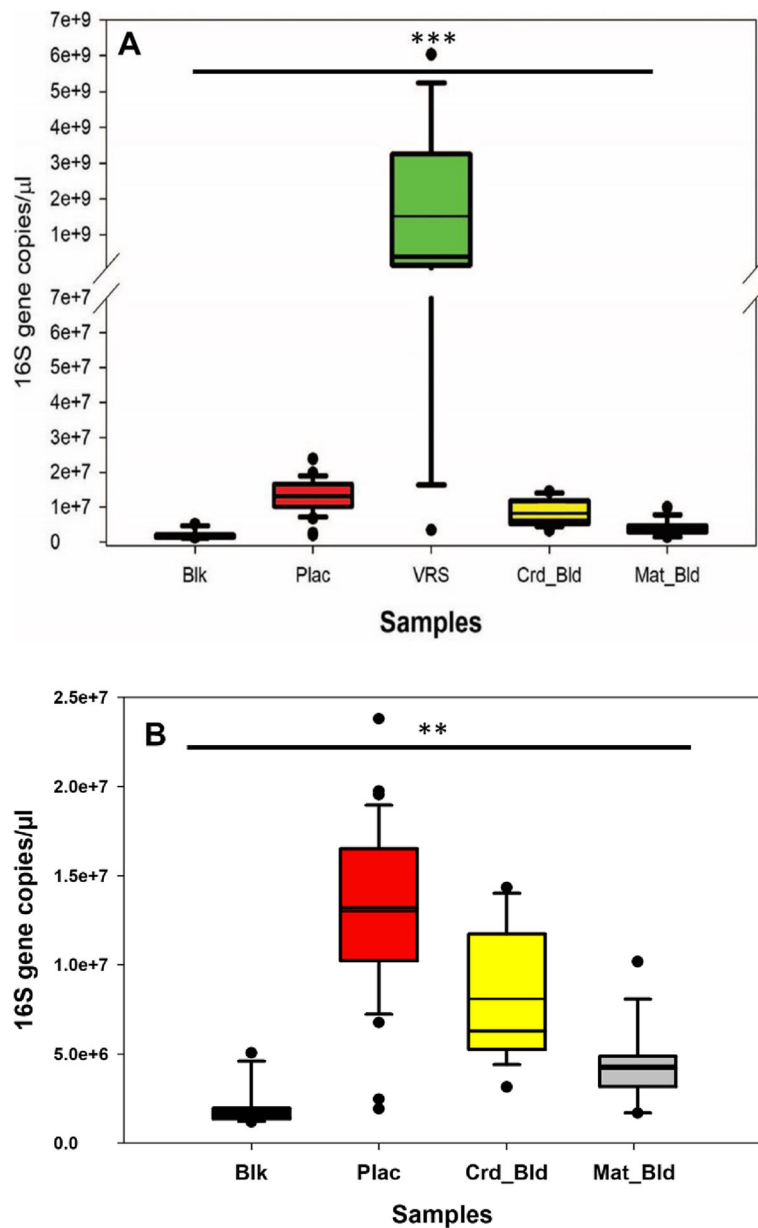 A
***
7e+9
6e+9
5e+9
4e+9
3e+9
2e+9
1e+9
7e+7
6e+7
5e+7
4e+7
3e+7
2e+7
1e+7
0
16S gene copies/µl
Blk Plac VRS Crd_Bld Mat_Bld
Samples
B
**
2.5e+7
2.0e+7
1.5e+7
1.0e+7
5.0e+6
0.0
16S gene copies/µl
Blk Plac Crd_Bld Mat_Bld
Samples